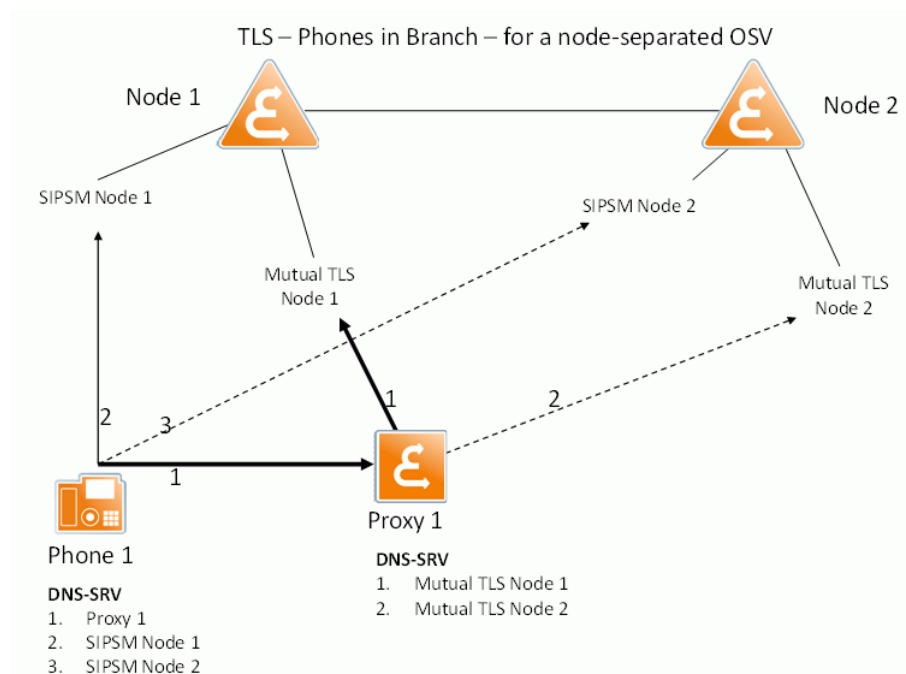 TLS – Phones in Branch – for a node-separated OSV
Node 1
Node 2
SIPSM Node 1
SIPSM Node 2
Mutual TLS
Node 1
Mutual TLS
Node 2
2
3
1
1
2
Phone 1
Proxy 1
DNS-SRV
1. Proxy 1
2. SIPSM Node 1
3. SIPSM Node 2
DNS-SRV
1. Mutual TLS Node 1
2. Mutual TLS Node 2